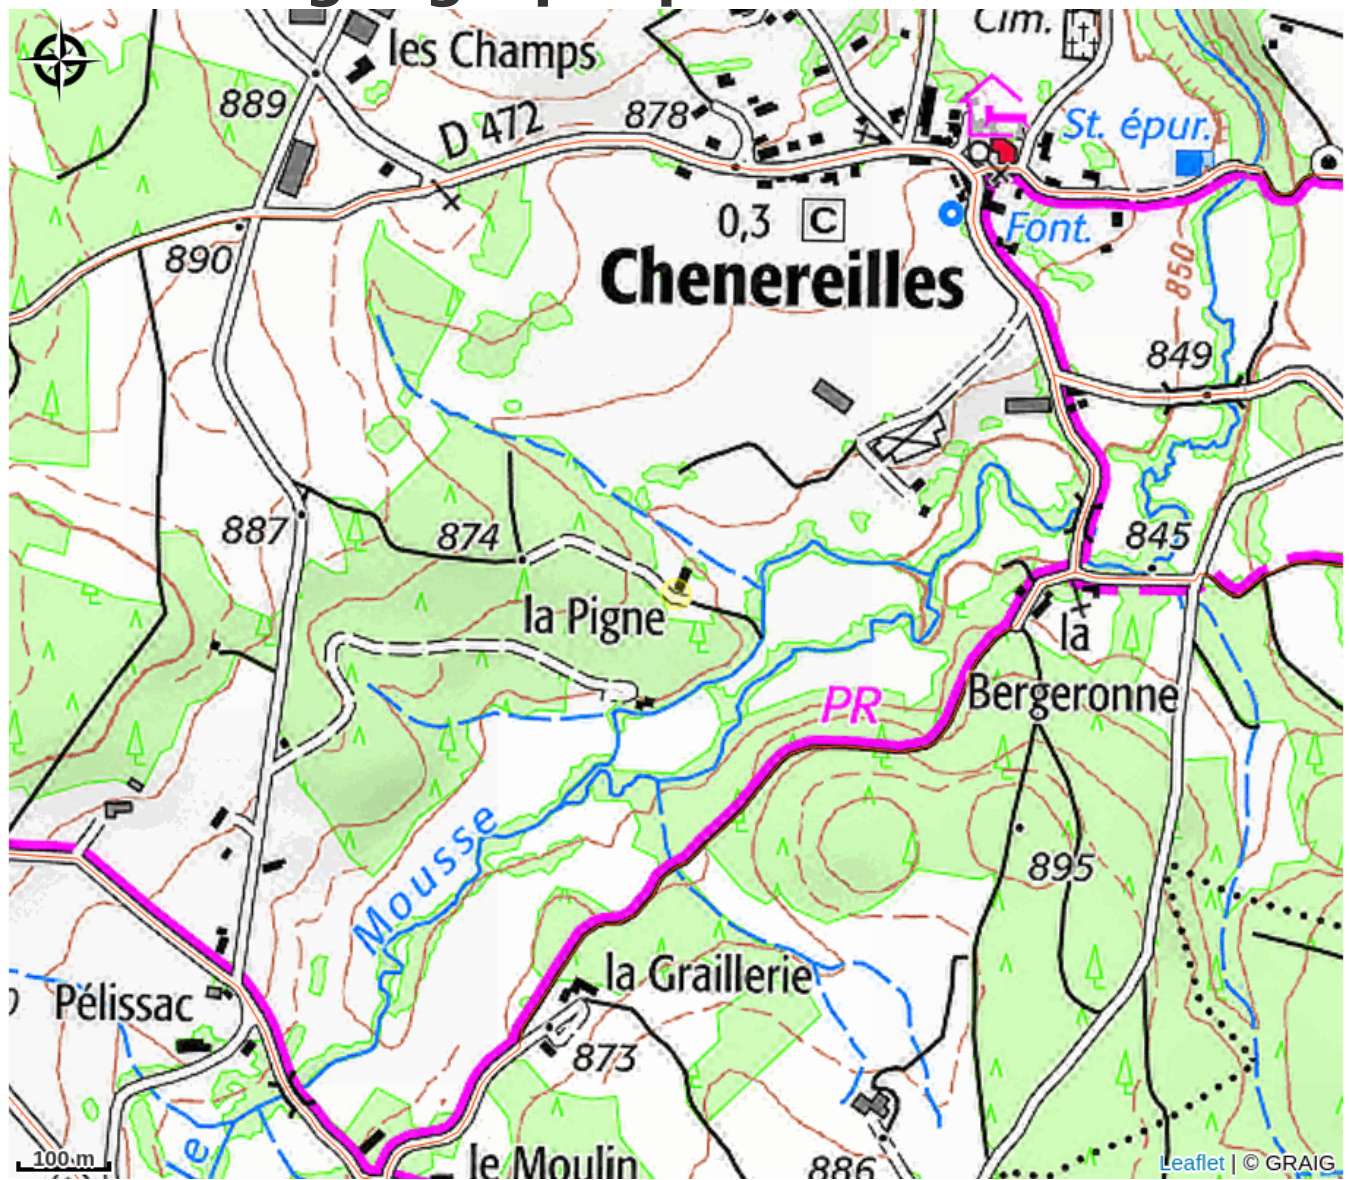 Cim.
les Champs
889
D 472
878
St. épur.
0,3 C
Font.
890
850
Chenereilles
849
887
874
845
la Pigne
la
Bergeronne
PR
Mousse
895
la Graillerie
Pélissac
873
le Moulin
886
100 m
Leaflet | © GRAIG